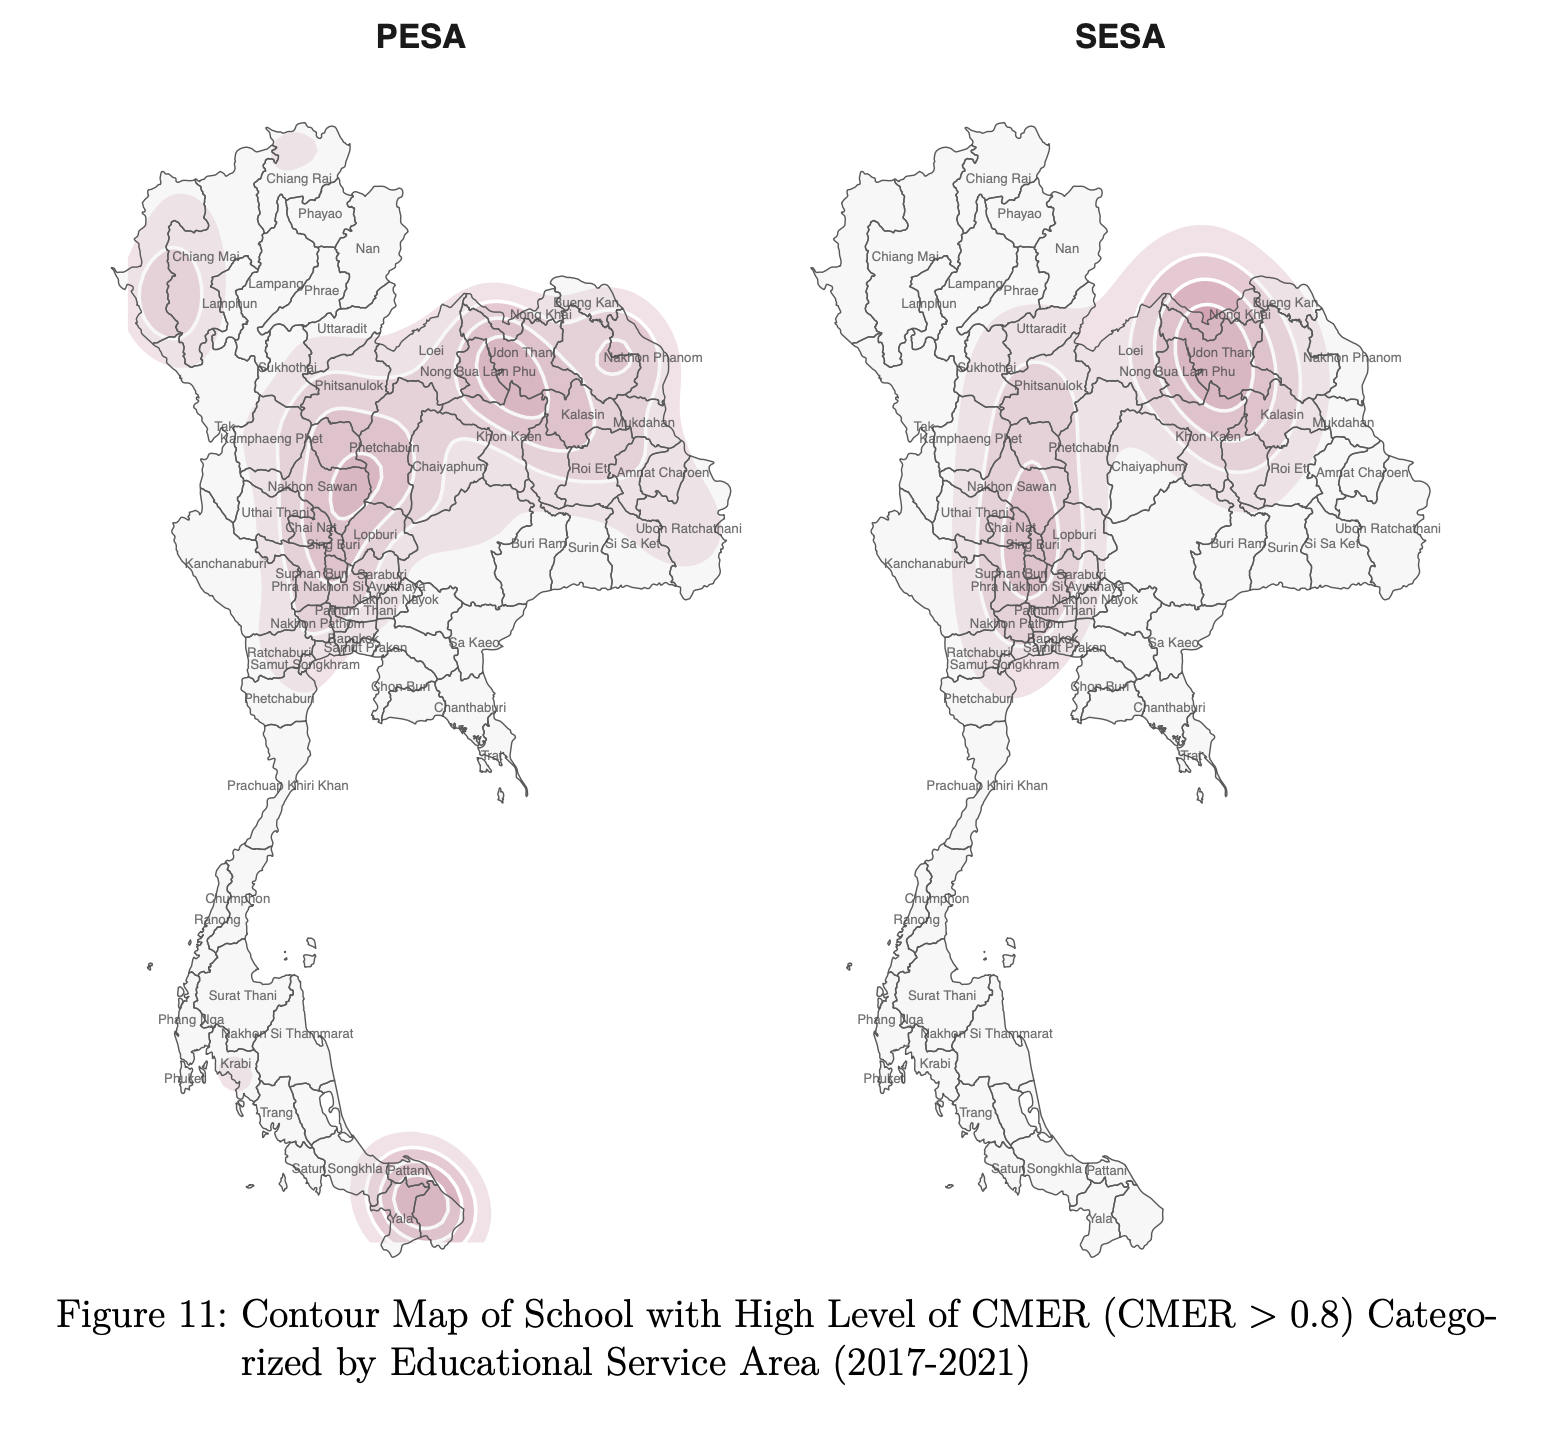 PESA
SESA
Chiang Rai
Phayao
Nan
Chiang Mai
Lampang
Phrae
Lamphun
Uttaradit
Bueng Kan
Nong Khai
Loei
Udon Thani
Nakhon Phanom
Sukhothai
Nong Bua Lam Phu
Phitsanulok
Kalasin
Mukdahan
Tak
Kamphaeng Phet
Khon Kaen
Phetchabun
Chaiyaphum
Roi Et
Amnat Charoen
Nakhon Sawan
Uthai Thani
Chai Nat
Lopburi
Ubon Ratchathani
Sing Buri
Buri Ram
Surin
Si Sa Ket
Kanchanaburi
Suphan Buri
Saraburi
Phra Nakhon Si Ayutthaya
Nakhon Nayok
Pathum Thani
Nakhon Pathom
Bangkok
Samut Prakan
Sa Kaeo
Ratchaburi
Samut Songkhram
Chon Buri
Phetchaburi
Chanthaburi
Trat
Prachuap Khiri Khan
Chumphon
Ranong
Surat Thani
Phang Nga
Nakhon Si Thammarat
Krabi
Phuket
Trang
Satun
Songkhla
Pattani
Yala
Chiang Rai
Phayao
Nan
Chiang Mai
Lampang
Phrae
Lamphun
Uttaradit
Bueng Kan
Nong Khai
Loei
Udon Thani
Nakhon Phanom
Sukhothai
Nong Bua Lam Phu
Phitsanulok
Kalasin
Mukdahan
Tak
Kamphaeng Phet
Khon Kaen
Phetchabun
Chaiyaphum
Roi Et
Amnat Charoen
Nakhon Sawan
Uthai Thani
Chai Nat
Lopburi
Ubon Ratchathani
Sing Buri
Buri Ram
Surin
Si Sa Ket
Kanchanaburi
Suphan Buri
Saraburi
Phra Nakhon Si Ayutthaya
Nakhon Nayok
Pathum Thani
Nakhon Pathom
Bangkok
Samut Prakan
Sa Kaeo
Ratchaburi
Samut Songkhram
Chon Buri
Phetchaburi
Chanthaburi
Trat
Prachuap Khiri Khan
Chumphon
Ranong
Surat Thani
Phang Nga
Nakhon Si Thammarat
Krabi
Phuket
Trang
Satun
Songkhla
Pattani
Yala
Figure 11: Contour Map of School with High Level of CMER (CMER > 0.8) Catego-
rized by Educational Service Area (2017-2021)